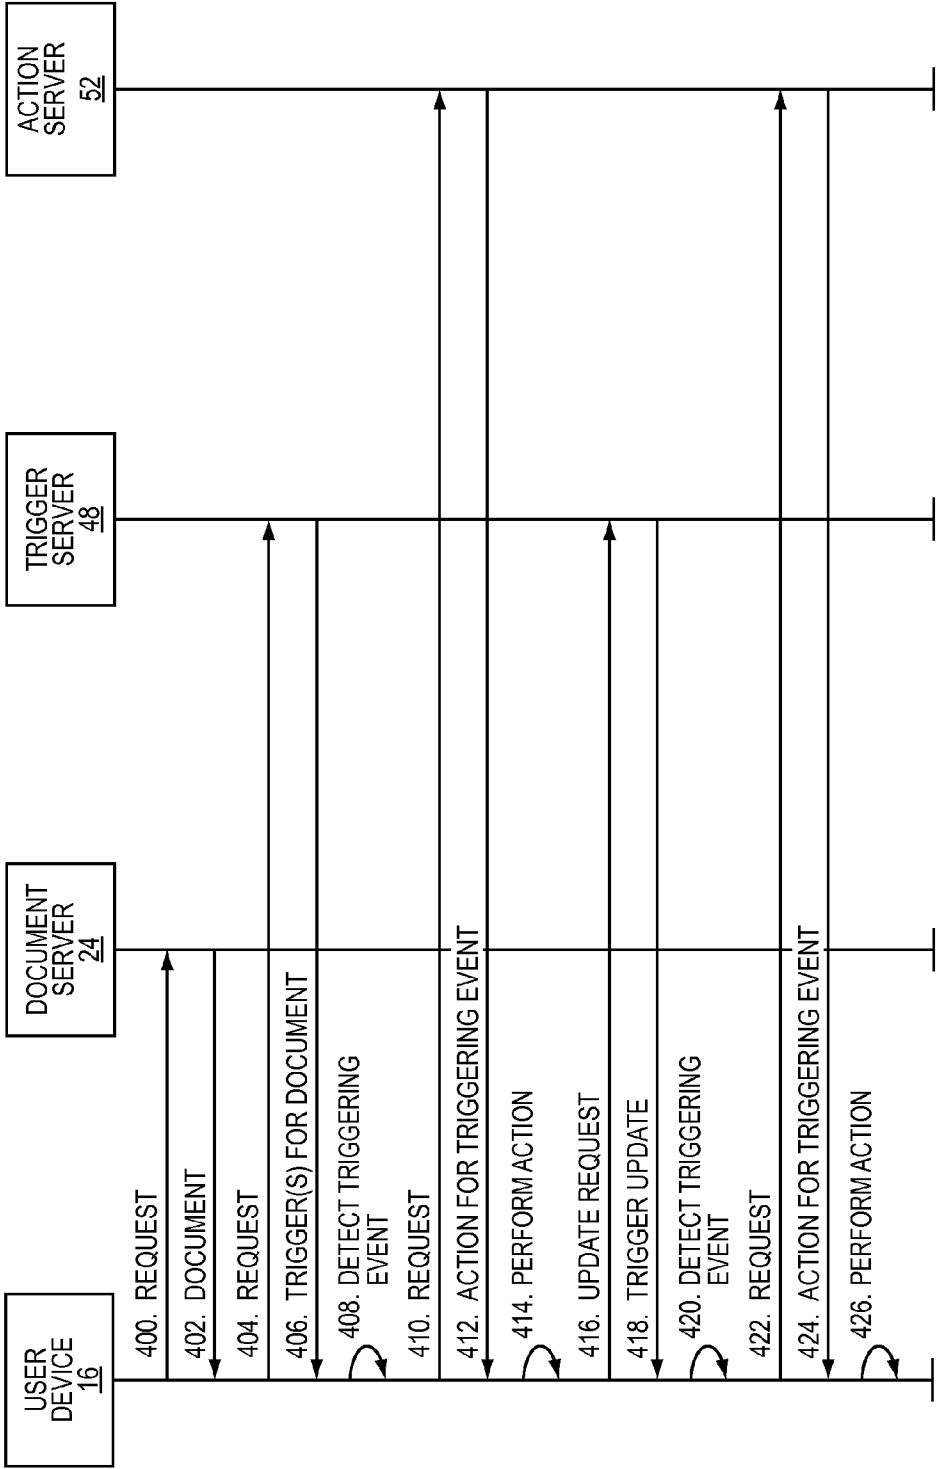 USER
DEVICE
16
DOCUMENT
SERVER
24
TRIGGER
SERVER
48
ACTION
SERVER
52
400. REQUEST
402. DOCUMENT
404. REQUEST
406. TRIGGER(S) FOR DOCUMENT
408. DETECT TRIGGERING
EVENT
410. REQUEST
412. ACTION FOR TRIGGERING EVENT
414. PERFORM ACTION
416. UPDATE REQUEST
418. TRIGGER UPDATE
420. DETECT TRIGGERING
EVENT
422. REQUEST
424. ACTION FOR TRIGGERING EVENT
426. PERFORM ACTION